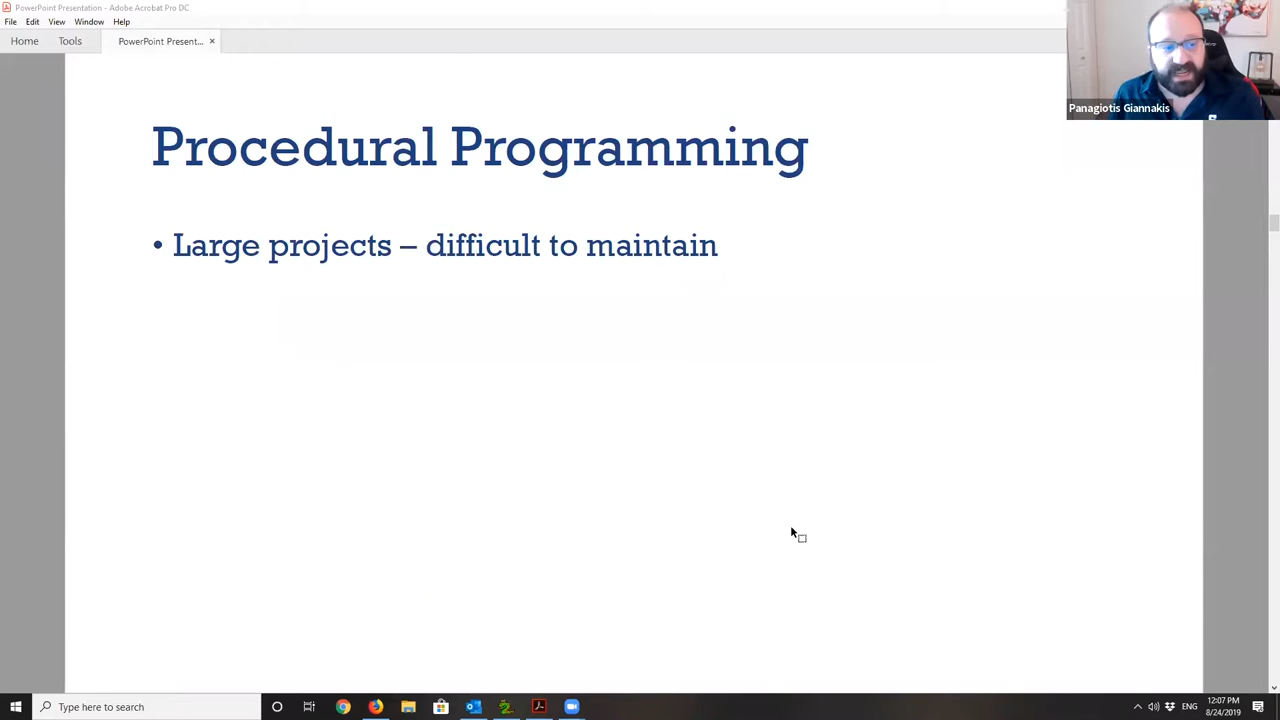 PowerPoint Presentation - Adobe Acrobat Pro DC
File Edit View Window Help
Home Tools PowerPoint Present... ×
Panagiotis Giannakis
Procedural Programming
• Large projects – difficult to maintain
Type here to search
ENG
12:07 PM
8/24/2019